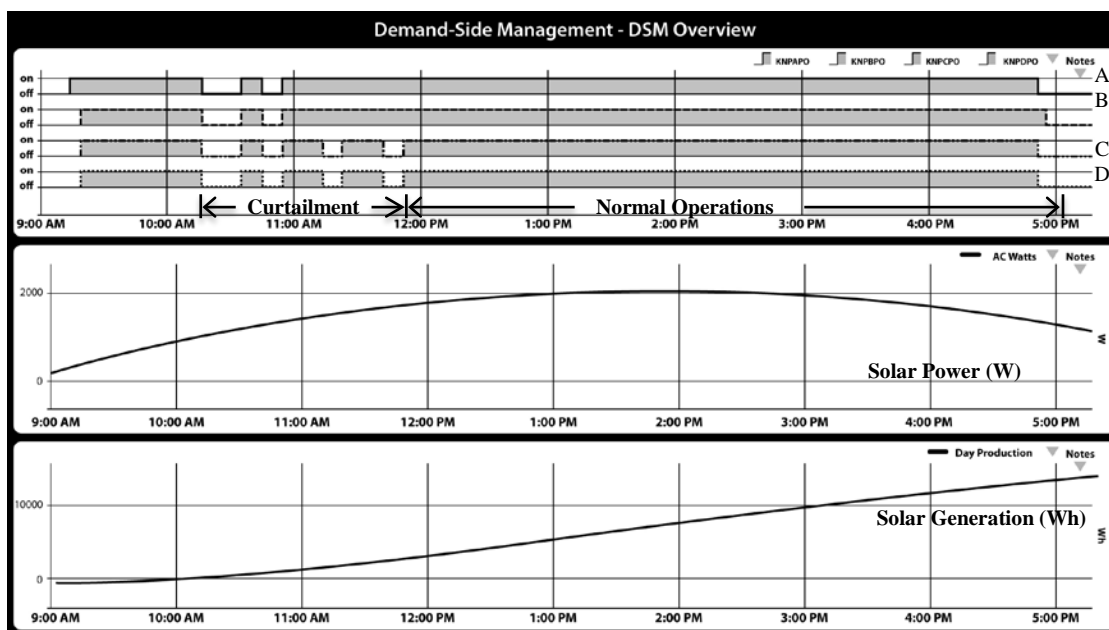 Demand-Side Management - DSM Overview
KNPAPO KNPBPO KNPCPO KNPDPO Notes
on A
off B
on
off
on
off C
on D
off
Curtailment Normal Operations
9:00 AM 10:00 AM 11:00 AM 12:00 PM 1:00 PM 2:00 PM 3:00 PM 4:00 PM 5:00 PM
AC Watts Notes
2000
W
Solar Power (W)
0
9:00 AM 10:00 AM 11:00 AM 12:00 PM 1:00 PM 2:00 PM 3:00 PM 4:00 PM 5:00 PM
Day Production Notes
10000
Solar Generation (Wh)
Wh
0
9:00 AM 10:00 AM 11:00 AM 12:00 PM 1:00 PM 2:00 PM 3:00 PM 4:00 PM 5:00 PM